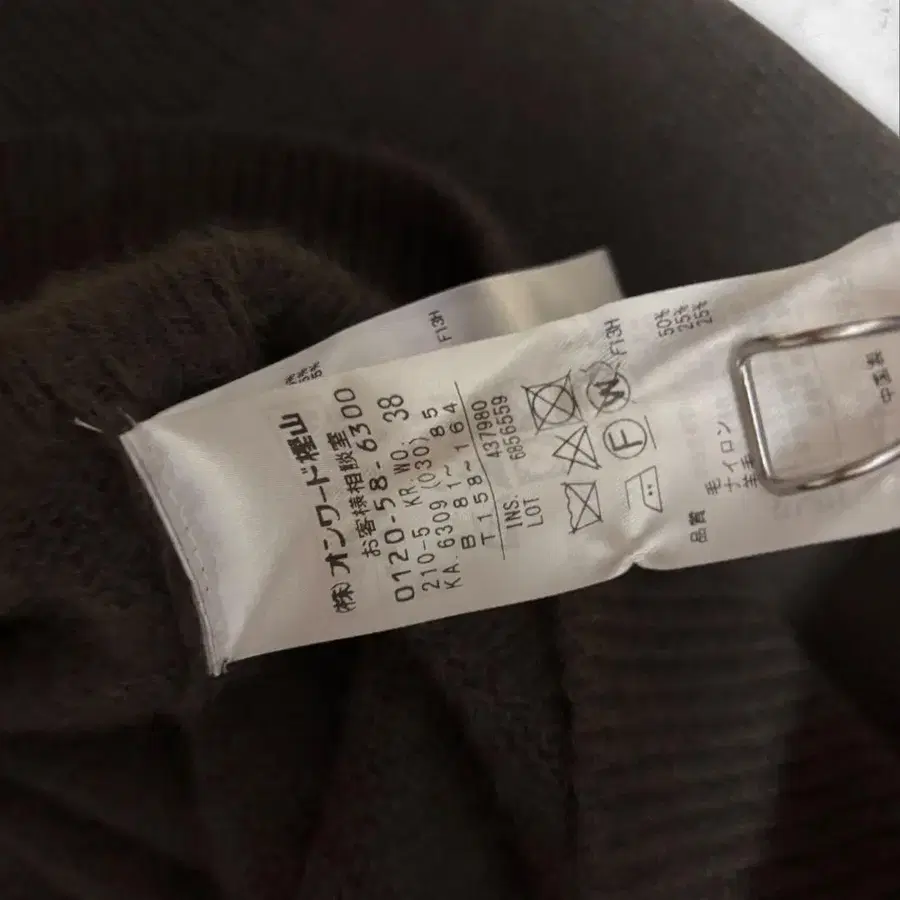 (株)オンワード樫山
お客様相談室
0120-58-6300
210-5 KR.WO. 38
KA.6309 (030)
B 81~ 85
T.158~164
INS. 437980
LOT 6856559
F
W
F13H
品質
毛 50%
ナイロン 25%
羊毛 25%
中国製
F13H